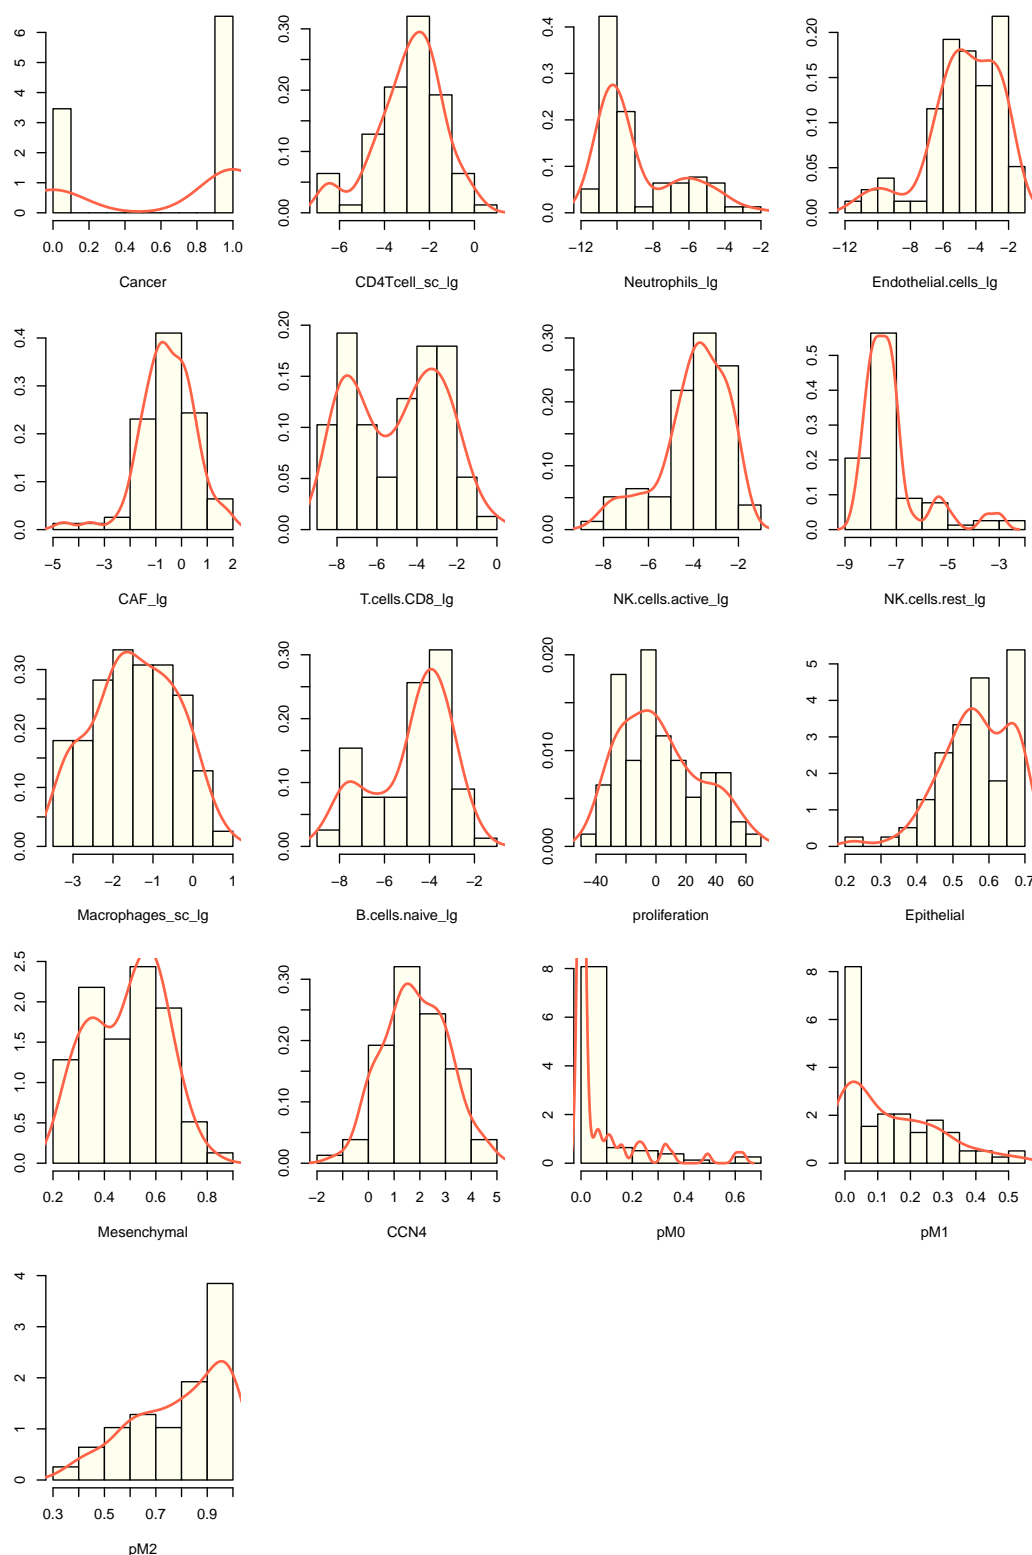 0 1 2 3 4 5 6
0.0 0.2 0.4 0.6 0.8 1.0
Cancer
0.00 0.10 0.20 0.30
−6 −4 −2 0
CD4Tcell_sc_lg
0.0 0.1 0.2 0.3 0.4
−12 −8 −6 −4 −2
Neutrophils_lg
0.00 0.05 0.10 0.15 0.20
−12 −8 −6 −4 −2
Endothelial.cells_lg
0.0 0.1 0.2 0.3 0.4
−5 −3 −1 0 1 2
CAF_lg
0.00 0.05 0.10 0.15 0.20
−8 −6 −4 −2 0
T.cells.CD8_lg
0.00 0.10 0.20 0.30
−8 −6 −4 −2
NK.cells.active_lg
0.0 0.1 0.2 0.3 0.4 0.5
−9 −7 −5 −3
NK.cells.rest_lg
0.00 0.10 0.20 0.30
−3 −2 −1 0 1
Macrophages_sc_lg
0.00 0.10 0.20 0.30
−8 −6 −4 −2
B.cells.naive_lg
0.000 0.010 0.020
−40 0 20 40 60
proliferation
0 1 2 3 4 5
0.2 0.3 0.4 0.5 0.6 0.7
Epithelial
0.0 0.5 1.0 1.5 2.0 2.5
0.2 0.4 0.6 0.8
Mesenchymal
0.00 0.10 0.20 0.30
−2 0 1 2 3 4 5
CCN4
0 2 4 6 8
0.0 0.2 0.4 0.6
pM0
0 2 4 6 8
0.0 0.1 0.2 0.3 0.4 0.5
pM1
0 1 2 3 4
0.3 0.5 0.7 0.9
pM2